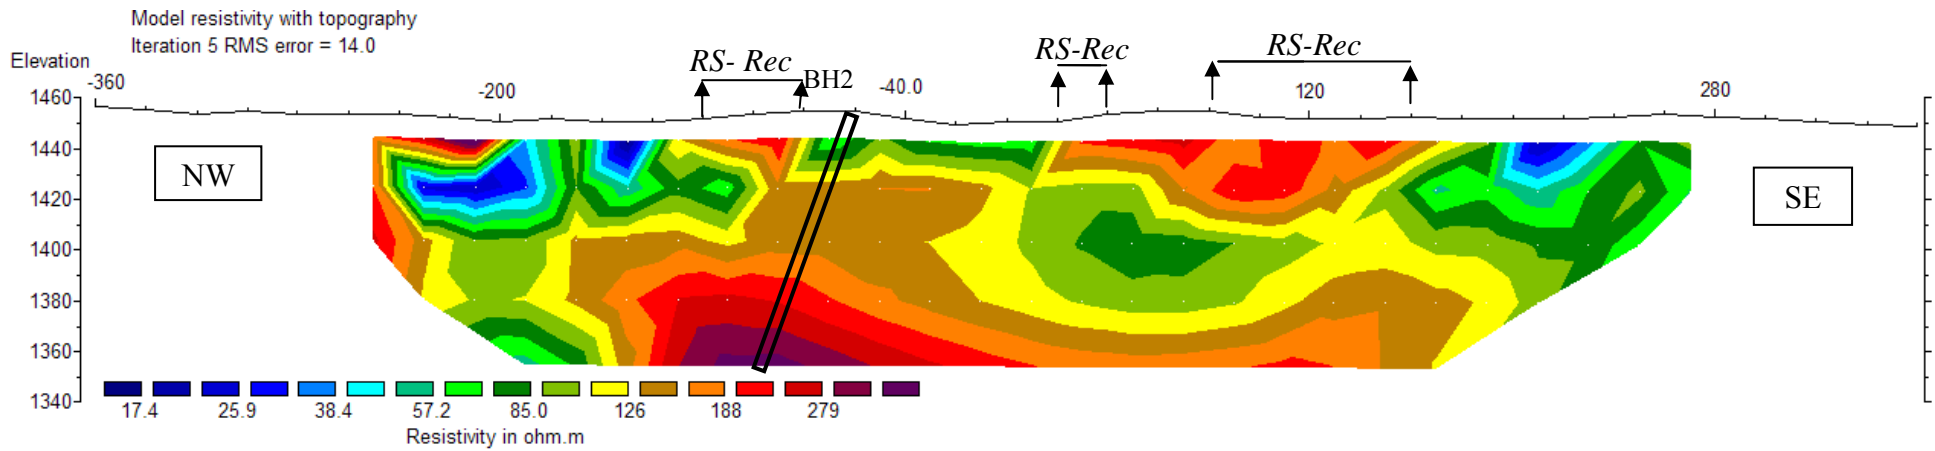 Model resistivity with topography
Iteration 5 RMS error = 14.0
Elevation
-360 -200 RS- Rec BH2 -40.0 RS-Rec RS-Rec 120 280
1460
1440
NW
1420
SE
1400
1380
1360
1340
17.4 25.9 38.4 57.2 85.0 126 188 279
Resistivity in ohm.m